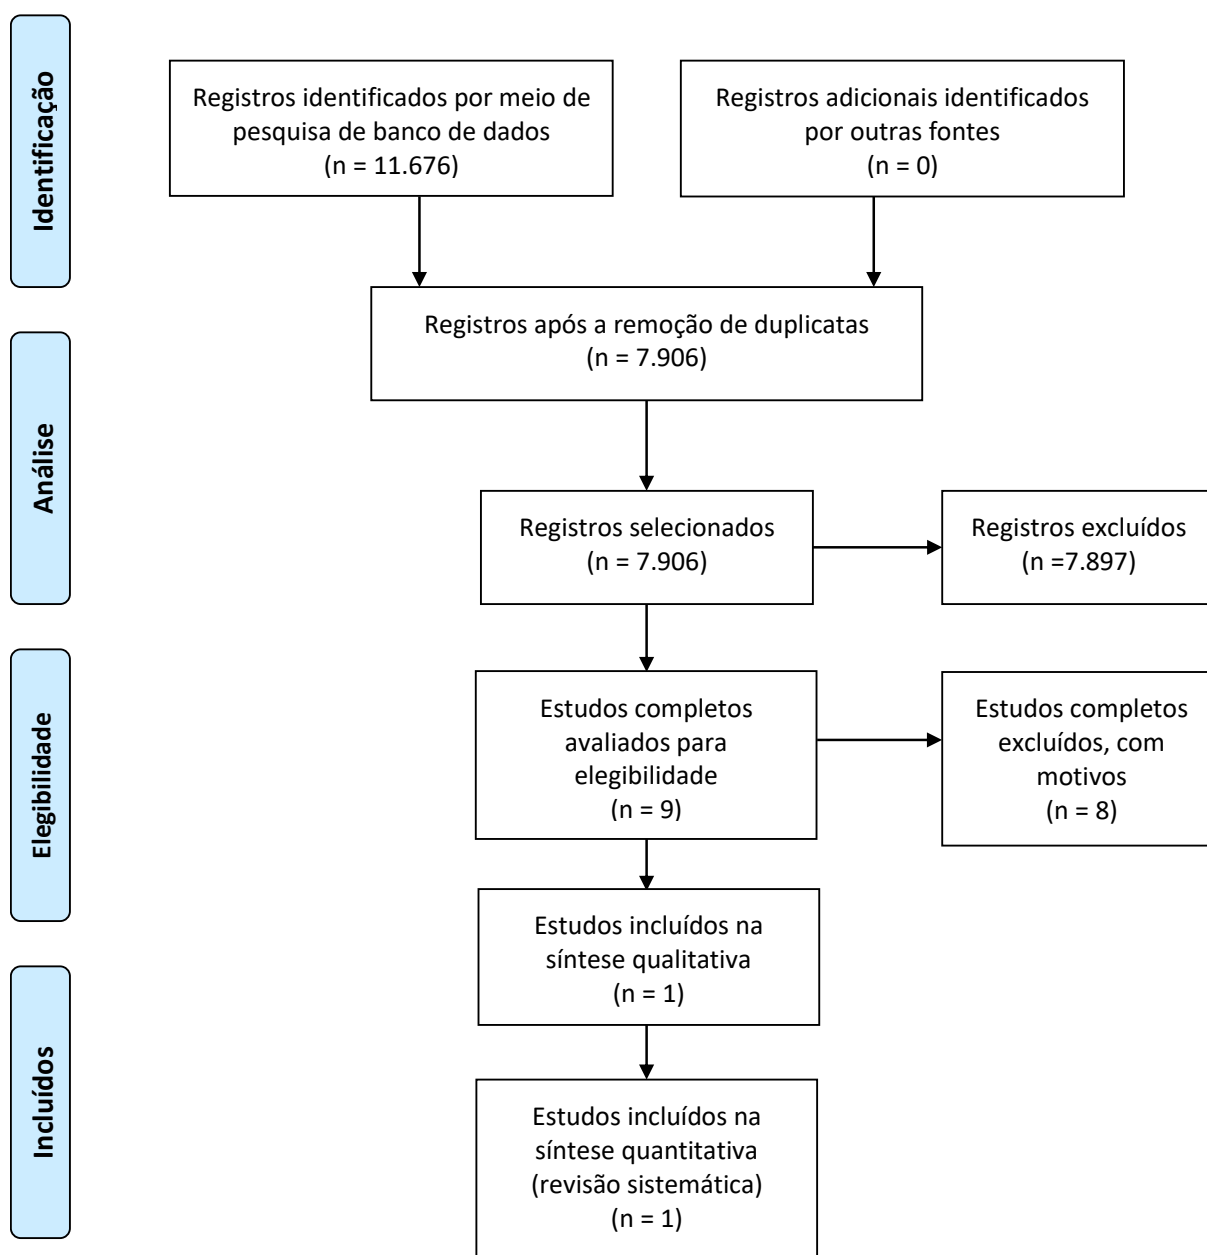 Identificação
Registros identificados por meio de
pesquisa de banco de dados
(n = 11.676)
Registros adicionais identificados
por outras fontes
(n = 0)
Registros após a remoção de duplicatas
(n = 7.906)
Análise
Registros selecionados
(n = 7.906)
Registros excluídos
(n =7.897)
Elegibilidade
Estudos completos
avaliados para
elegibilidade
(n = 9)
Estudos completos
excluídos, com
motivos
(n = 8)
Estudos incluídos na
síntese qualitativa
(n = 1)
Incluídos
Estudos incluídos na
síntese quantitativa
(revisão sistemática)
(n = 1)